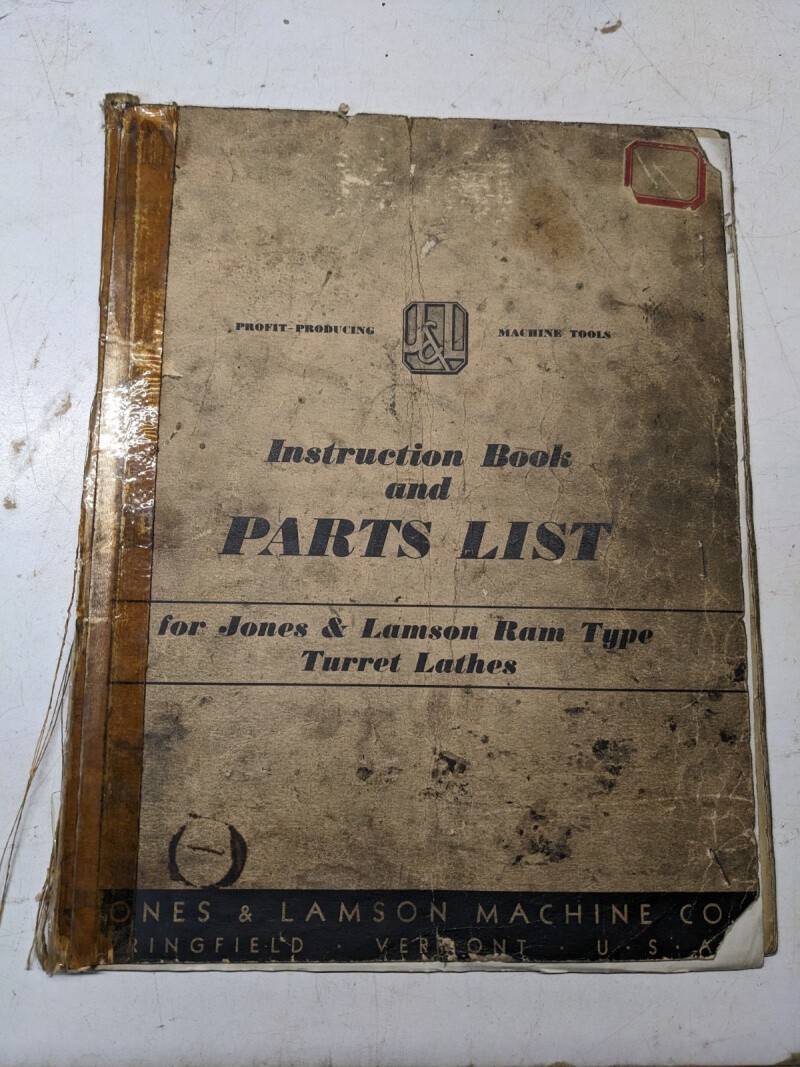 PROFIT-PRODUCING J&L MACHINE TOOLS
Instruction Book
and
PARTS LIST
for Jones & Lamson Ram Type
Turret Lathes
1
ONES & LAMSON MACHINE CO
RINGFIELD · VERMONT · U·S·A